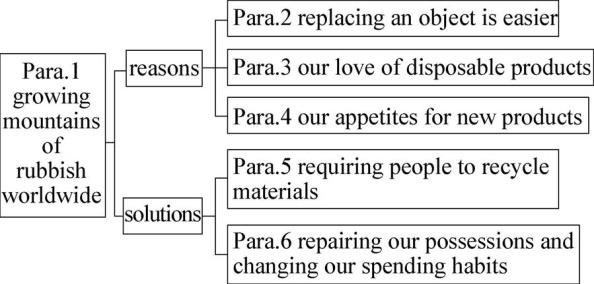 Para.1
growing
mountains
of
rubbish
worldwide
reasons
Para.2 replacing an object is easier
Para.3 our love of disposable products
Para.4 our appetites for new products
solutions
Para.5 requiring people to recycle
materials
Para.6 repairing our possessions and
changing our spending habits